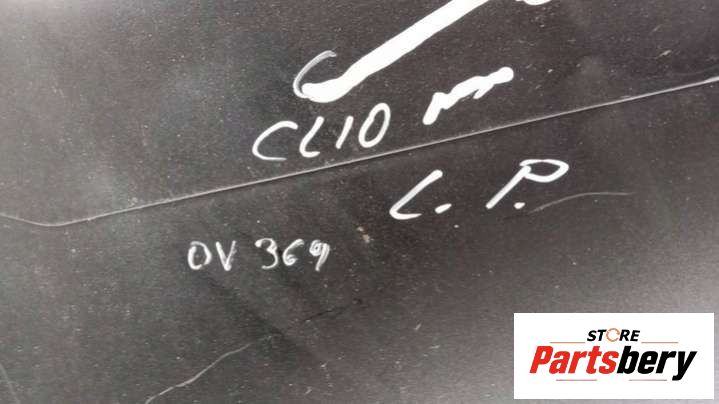 CLIO
L. P.
OV 369
STORE
Partsbery